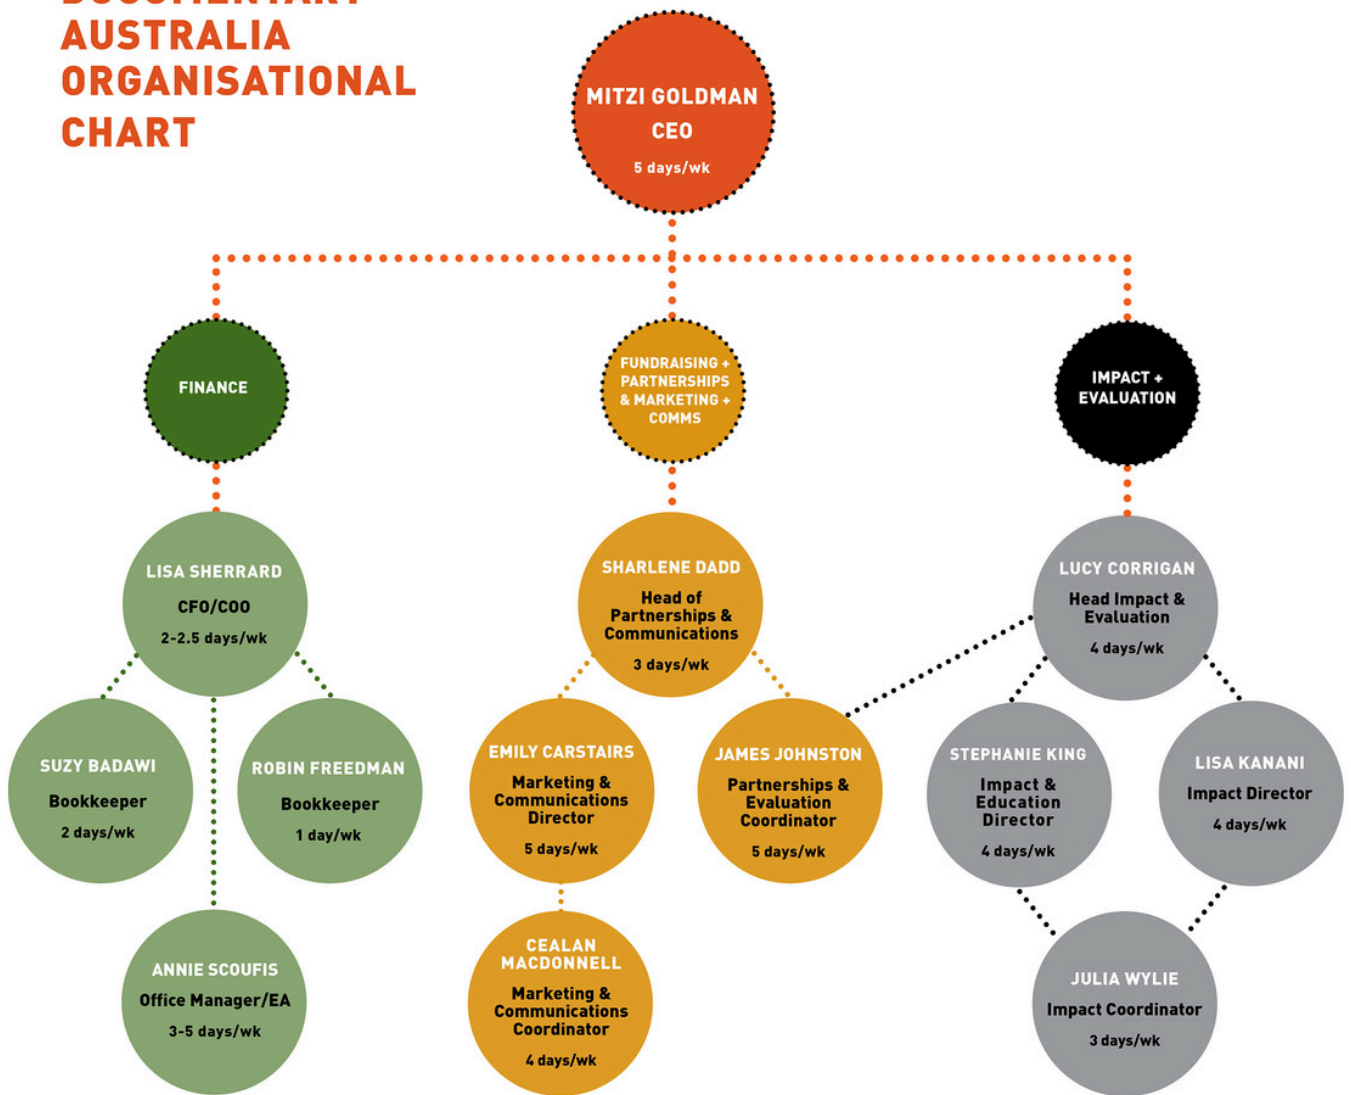 DOCUMENTARY
AUSTRALIA
ORGANISATIONAL
CHART
MITZI GOLDMAN
CEO
5 days/wk
FINANCE
FUNDRAISING +
PARTNERSHIPS
& MARKETING +
COMMS
IMPACT +
EVALUATION
LISA SHERRARD
CFO/COO
2-2.5 days/wk
SHARLENE DADD
Head of
Partnerships &
Communications
3 days/wk
LUCY CORRIGAN
Head Impact &
Evaluation
4 days/wk
SUZY BADAWI
Bookkeeper
2 days/wk
ROBIN FREEDMAN
Bookkeeper
1 day/wk
EMILY CARSTAIRS
Marketing &
Communications
Director
5 days/wk
JAMES JOHNSTON
Partnerships &
Evaluation
Coordinator
5 days/wk
STEPHANIE KING
Impact &
Education
Director
4 days/wk
LISA KANANI
Impact Director
4 days/wk
ANNIE SCOUFIS
Office Manager/EA
3-5 days/wk
CEALAN
MACDONNELL
Marketing &
Communications
Coordinator
4 days/wk
JULIA WYLIE
Impact Coordinator
3 days/wk